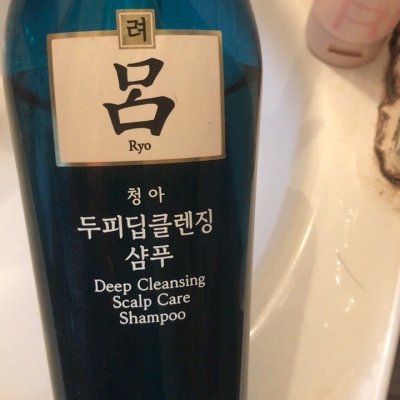 려
呂
Ryo
청아
두피딥클렌징
샴푸
Deep Cleansing
Scalp Care
Shampoo